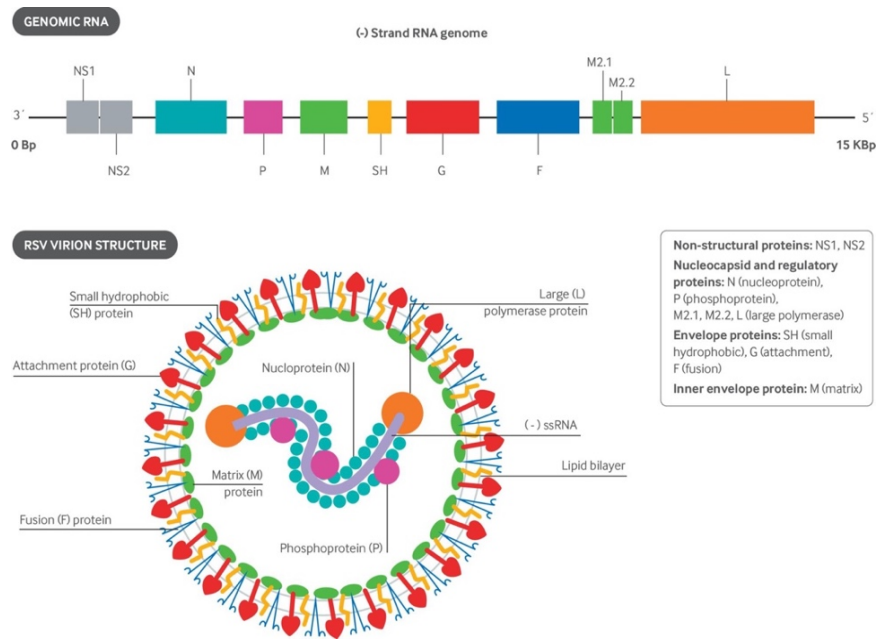 GENOMIC RNA
(-) Strand RNA genome
NS1
N
M2.1
M2.2
L
3´
5´
0 Bp
15 KBp
NS2
P
M
SH
G
F
RSV VIRION STRUCTURE
Non-structural proteins: NS1, NS2
Nucleocapsid and regulatory
proteins: N (nucleoprotein),
P (phosphoprotein),
M2.1, M2.2, L (large polymerase)
Envelope proteins: SH (small
hydrophobic), G (attachment),
F (fusion)
Inner envelope protein: M (matrix)
Small hydrophobic
(SH) protein
Large (L)
polymerase protein
Attachment protein (G)
Nucloprotein (N)
(-) ssRNA
Lipid bilayer
Matrix (M)
protein
Fusion (F) protein
Phosphoprotein (P)